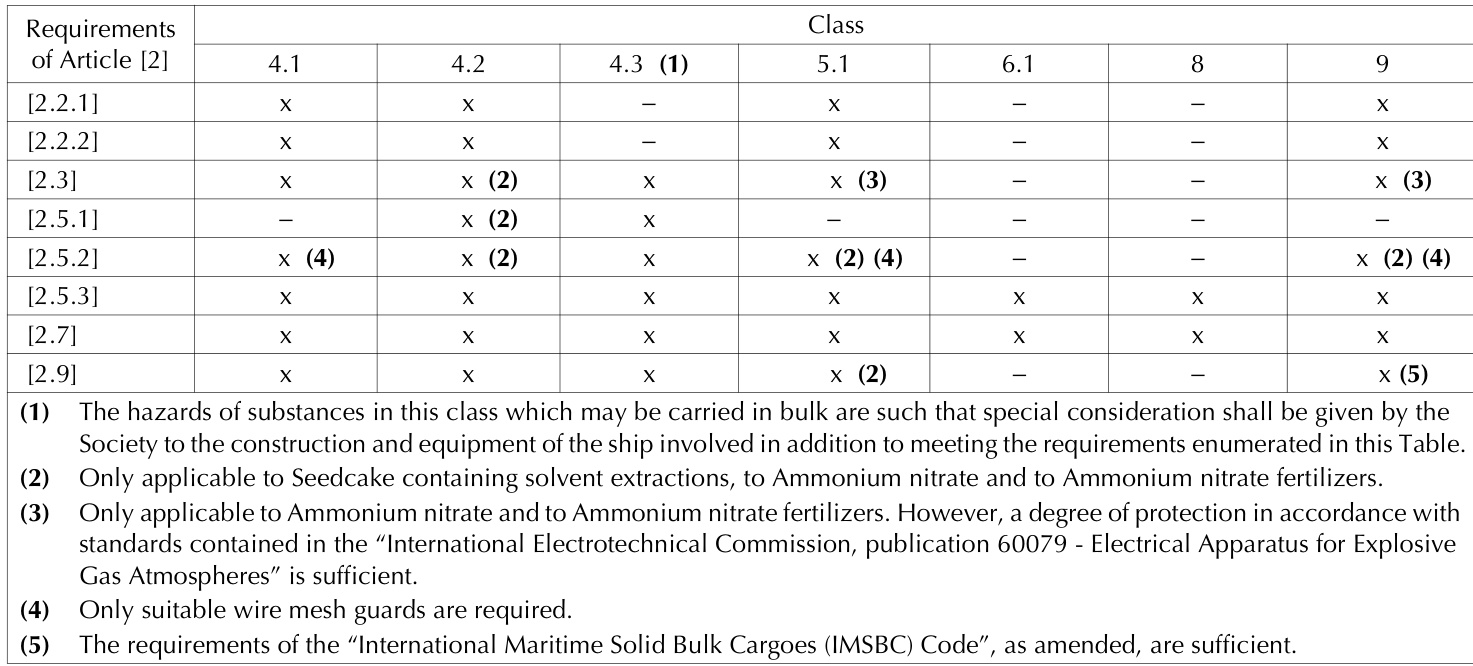 Requirements of Article [2] Class
4.1 4.2 4.3 (1) 5.1 6.1 8 9
[2.2.1] x x – x – – x
[2.2.2] x x – x – – x
[2.3] x x (2) x x (3) – – x (3)
[2.5.1] – x (2) x – – – –
[2.5.2] x (4) x (2) x x (2) (4) – – x (2) (4)
[2.5.3] x x x x x x x
[2.7] x x x x x x x
[2.9] x x x x (2) – – x (5)
(1) The hazards of substances in this class which may be carried in bulk are such that special consideration shall be given by the
Society to the construction and equipment of the ship involved in addition to meeting the requirements enumerated in this Table.
(2) Only applicable to Seedcake containing solvent extractions, to Ammonium nitrate and to Ammonium nitrate fertilizers.
(3) Only applicable to Ammonium nitrate and to Ammonium nitrate fertilizers. However, a degree of protection in accordance with
standards contained in the “International Electrotechnical Commission, publication 60079 - Electrical Apparatus for Explosive
Gas Atmospheres” is sufficient.
(4) Only suitable wire mesh guards are required.
(5) The requirements of the “International Maritime Solid Bulk Cargoes (IMSBC) Code”, as amended, are sufficient.